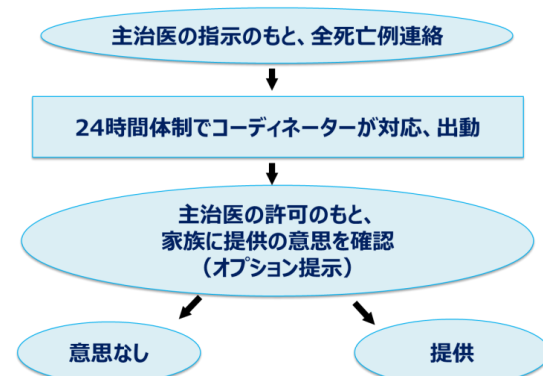 主治医の指示のもと、全死亡例連絡
24時間体制でコーディネーターが対応、出動
主治医の許可のもと、
家族に提供の意思を確認
（オプション提示）
意思なし
提供